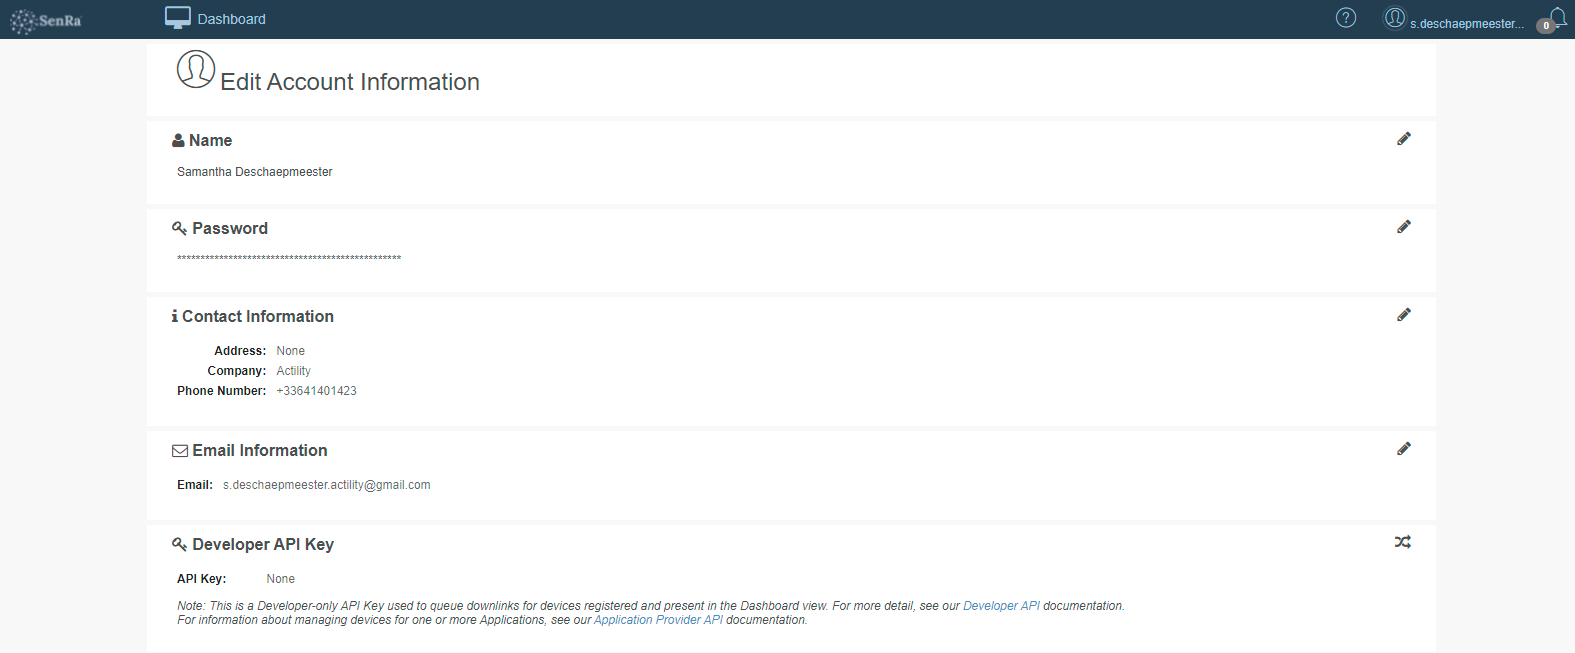 SenRa
Dashboard
?
s.deschaepmeester...
0
Edit Account Information
Name
Samantha Deschaepmeester
Password
************************************************
Contact Information
Address: None
Company: Actility
Phone Number: +33641401423
Email Information
Email: s.deschaepmeester.actility@gmail.com
Developer API Key
API Key: None
Note: This is a Developer-only API Key used to queue downlinks for devices registered and present in the Dashboard view. For more detail, see our Developer API documentation.
For information about managing devices for one or more Applications, see our Application Provider API documentation.